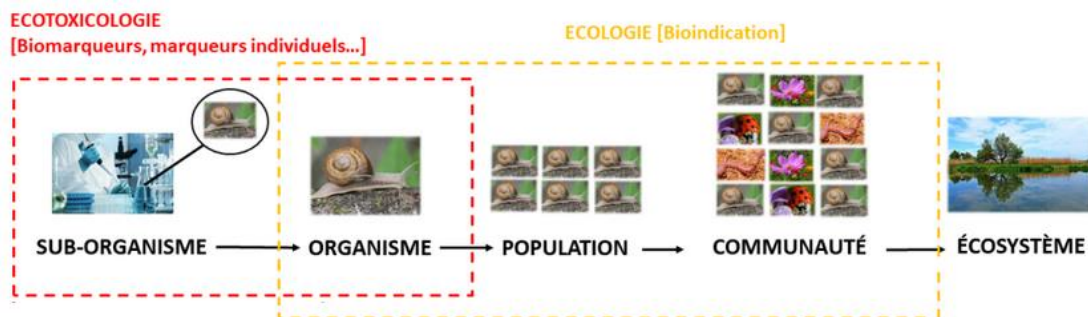 ECOTOXICOLOGIE
[Biomarqueurs, marqueurs individuels...]
ECOLOGIE [Bioindication]
SUB-ORGANISME
ORGANISME
POPULATION
COMMUNAUTÉ
ÉCOSYSTÈME